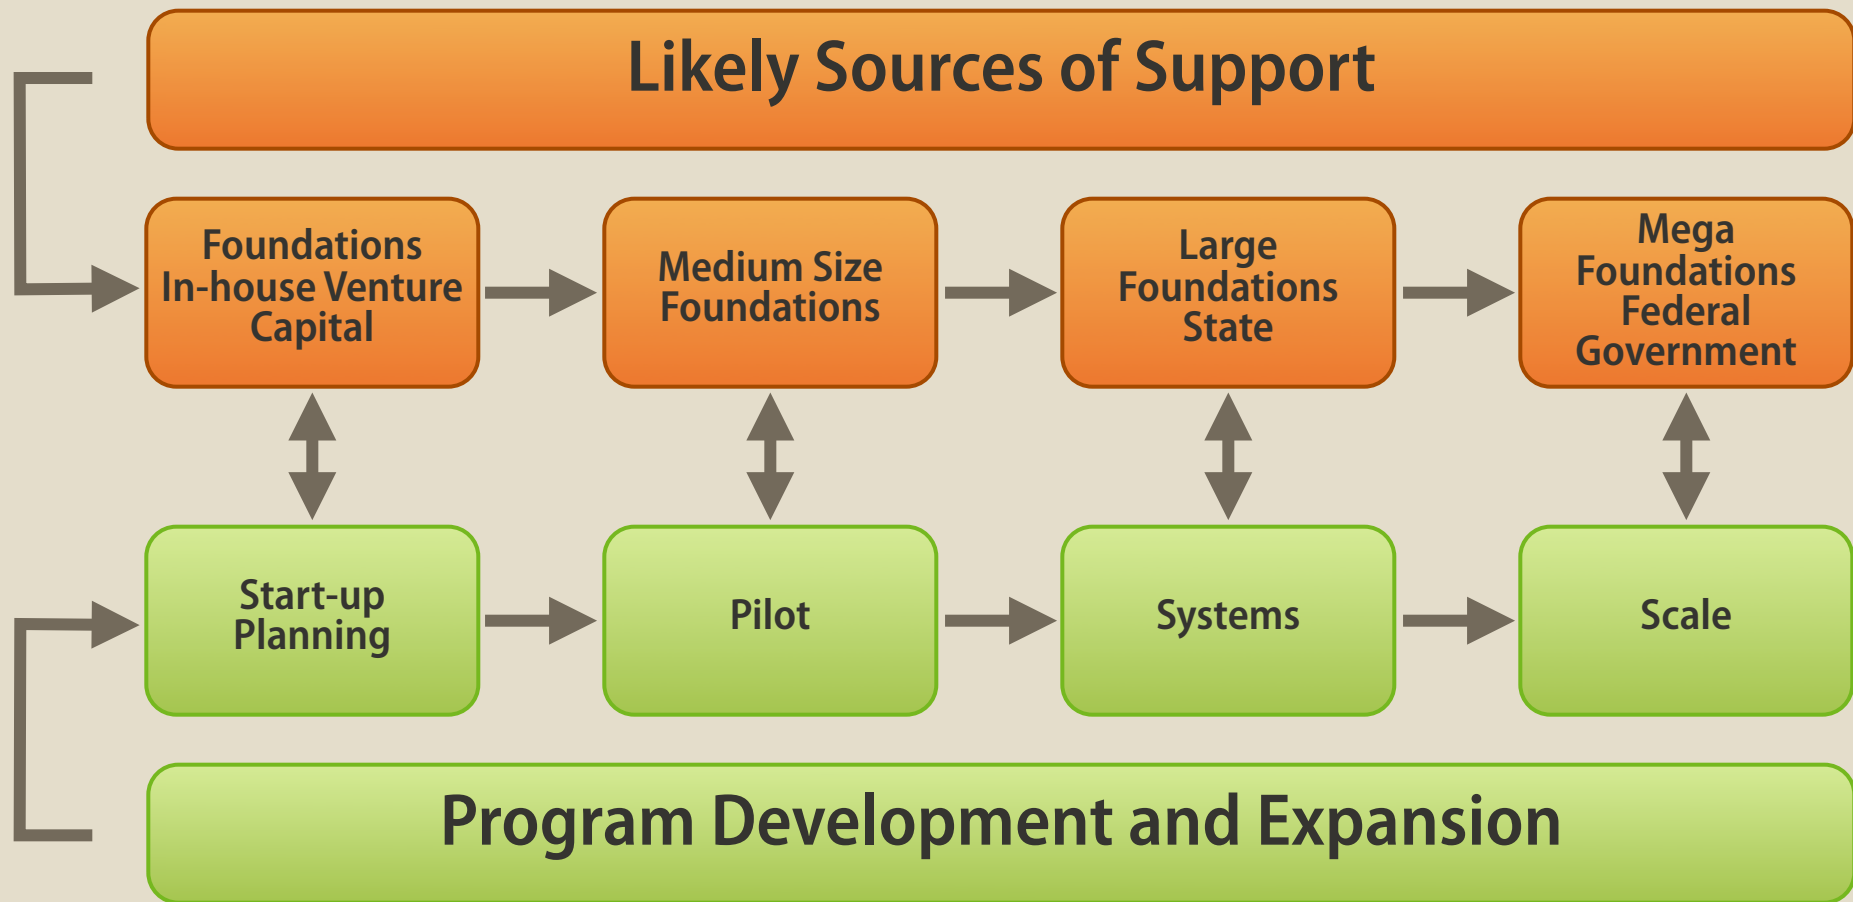 Likely Sources of Support
Foundations
In-house Venture
Capital
Medium Size
Foundations
Large
Foundations
State
Mega
Foundations
Federal
Government
Start-up
Planning
Pilot
Systems
Scale
Program Development and Expansion